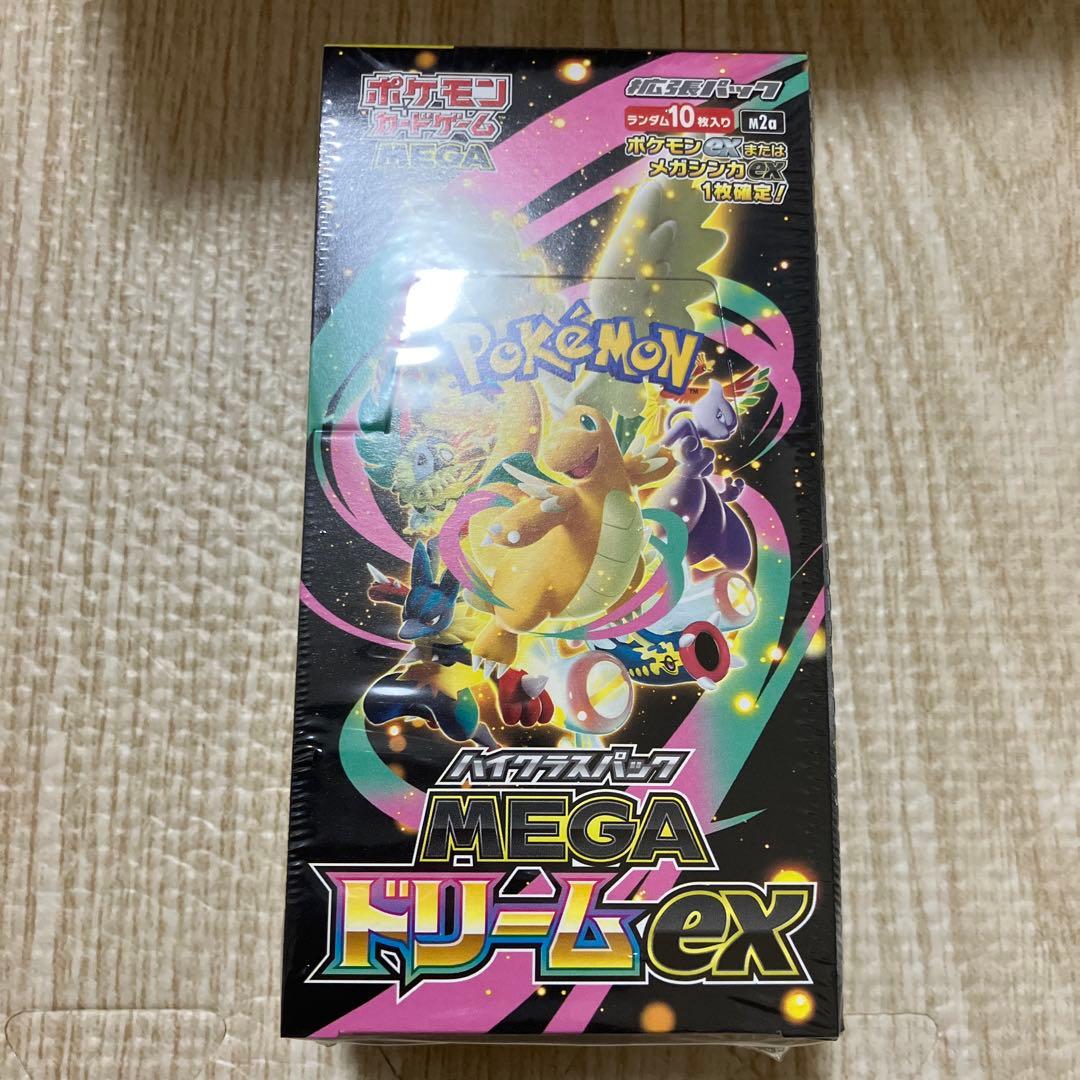 ポケモン
カードゲーム
MEGA
拡張パック
ランダム10枚入り M2a
ポケモンexまたは
メガシンカex
1枚確定!
POKéMON
TM
ハイクラスパック
MEGA
ドリームex